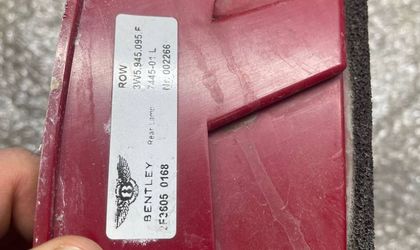 ROW
3W5.945.095.F
7445-01 L
Nr. 002266
B
BENTLEY
Rear Lamp
2F3605 0168